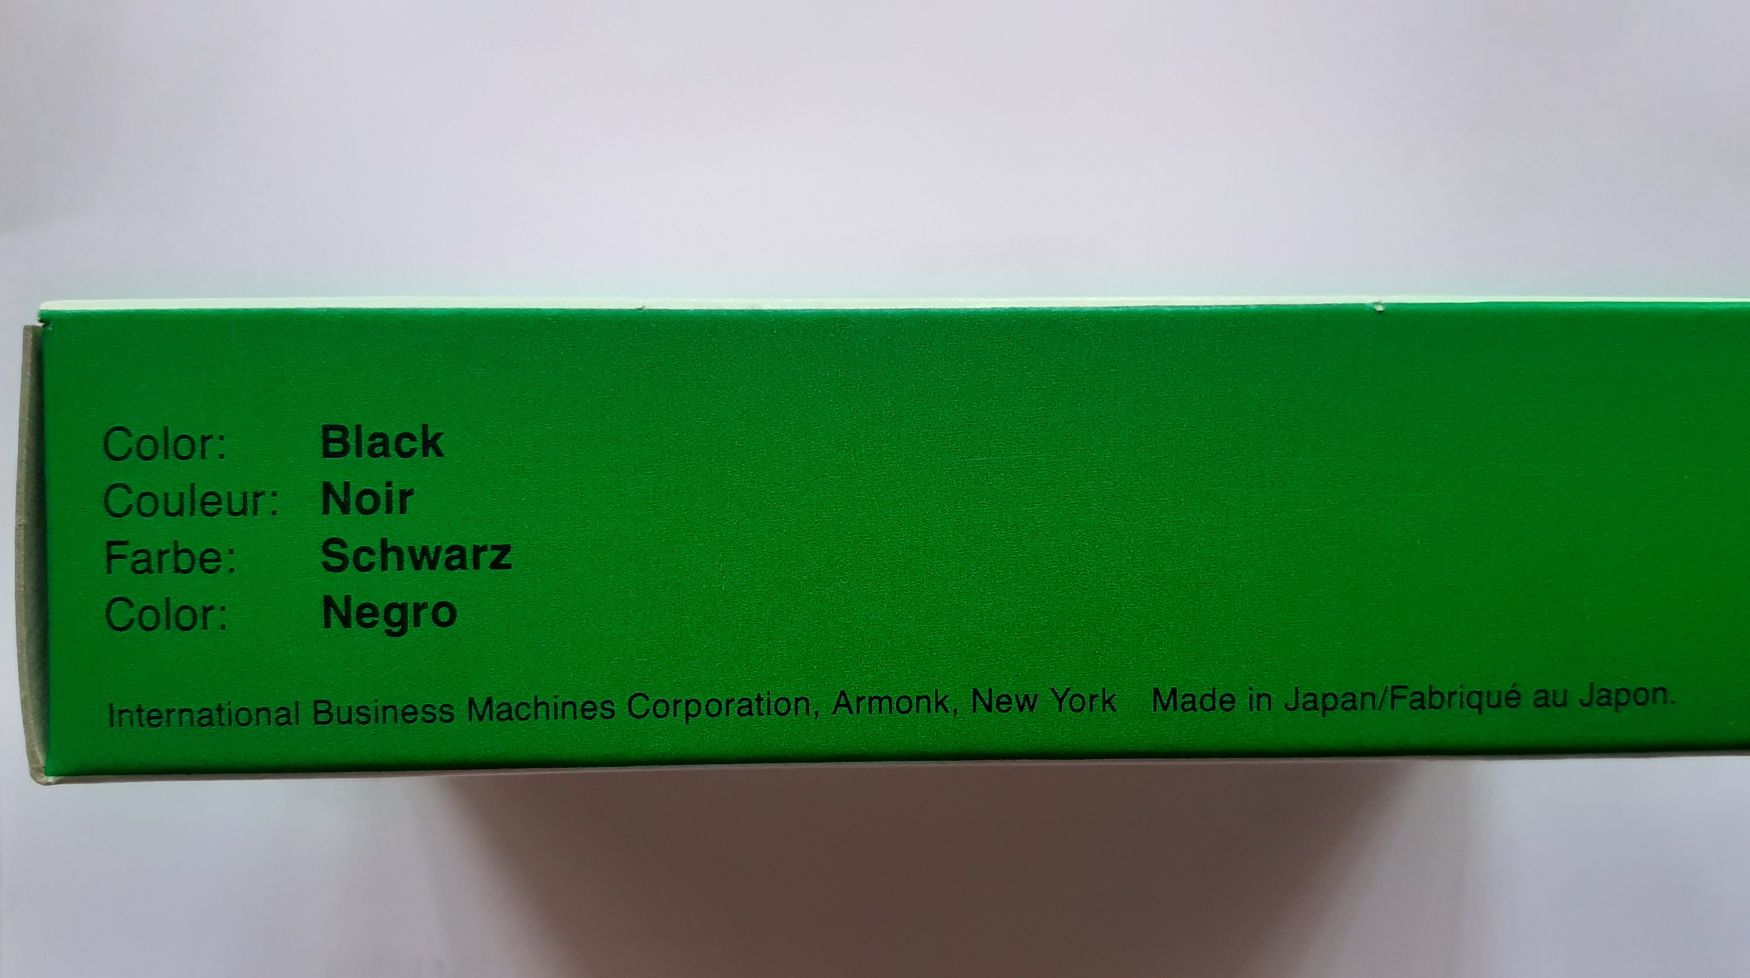 Color: Black
Couleur: Noir
Farbe: Schwarz
Color: Negro
International Business Machines Corporation, Armonk, New York Made in Japan/Fabriqué au Japon.